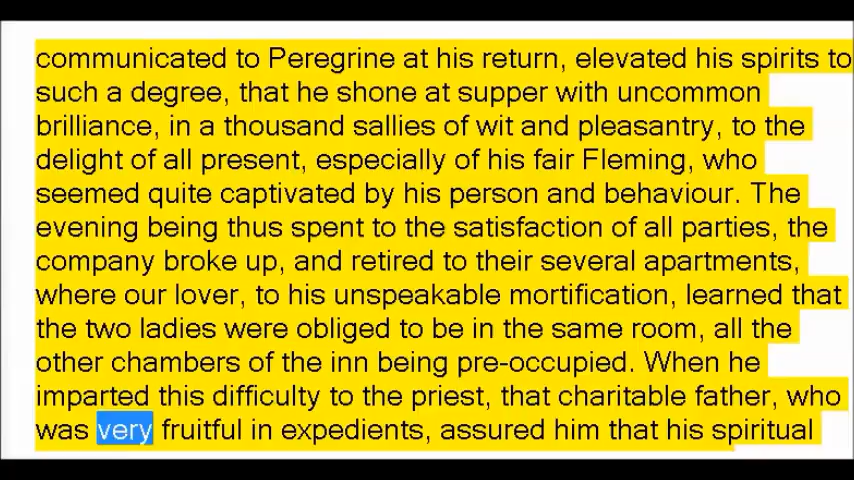 communicated to Peregrine at his return, elevated his spirits to
such a degree, that he shone at supper with uncommon
brilliance, in a thousand sallies of wit and pleasantry, to the
delight of all present, especially of his fair Fleming, who
seemed quite captivated by his person and behaviour. The
evening being thus spent to the satisfaction of all parties, the
company broke up, and retired to their several apartments,
where our lover, to his unspeakable mortification, learned that
the two ladies were obliged to be in the same room, all the
other chambers of the inn being pre-occupied. When he
imparted this difficulty to the priest, that charitable father, who
was very fruitful in expedients, assured him that his spiritual